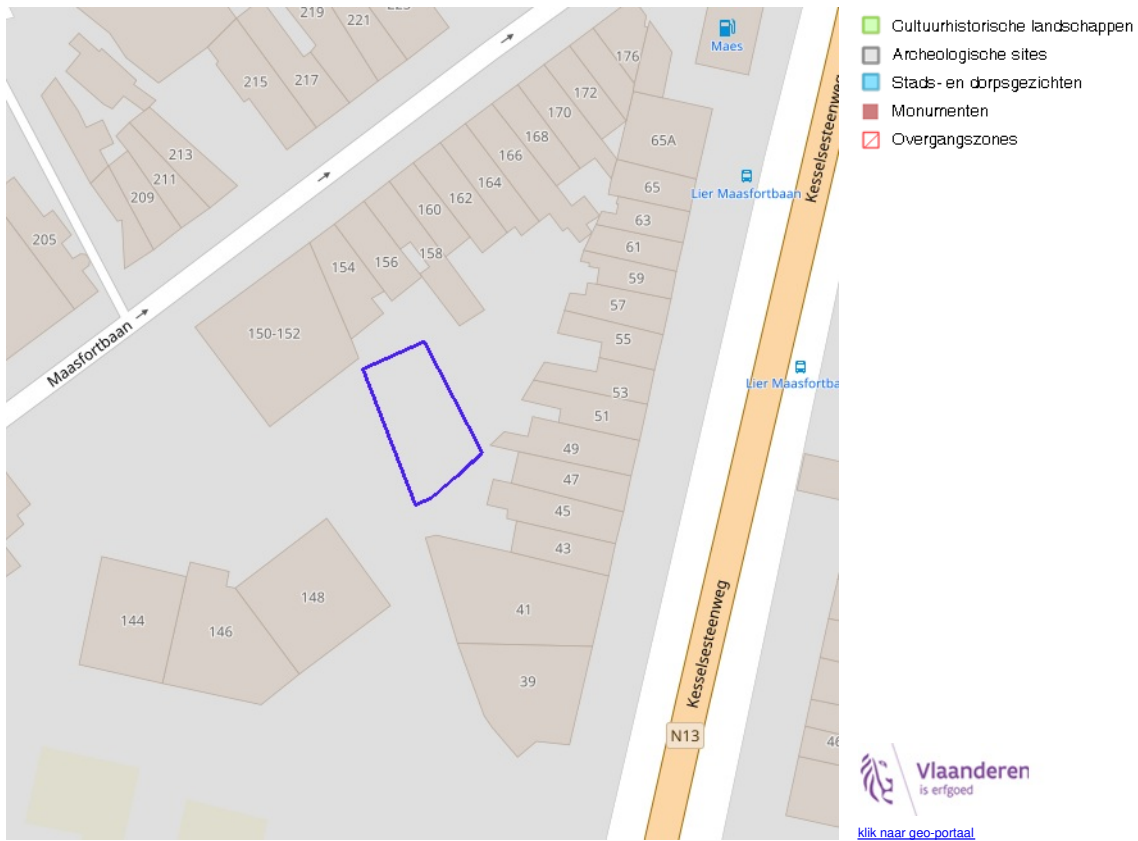 219
221
Maes
176
215
217
172
170
65A
168
213
166
65
Lier Maasfortbaan
Kesselsesteenweg
211
164
209
162
160
63
205
61
158
156
154
59
57
Maasfortbaan
150-152
55
Lier Maasfortba
53
51
49
47
45
43
148
41
144
146
Kesselsesteenweg
39
N13
46
Cultuurhistorische landschappen
Archeologische sites
Stads- en dorpsgezichten
Monumenten
Overgangszones
Vlaanderen
is erfgoed
klik naar geo-portaal